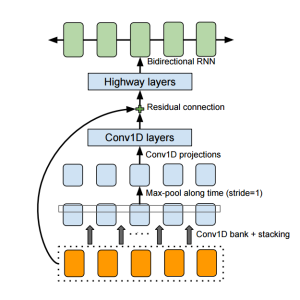 Bidirectional RNN
Highway layers
Residual connection
Conv1D layers
Conv1D projections
Max-pool along time (stride=1)
Conv1D bank + stacking